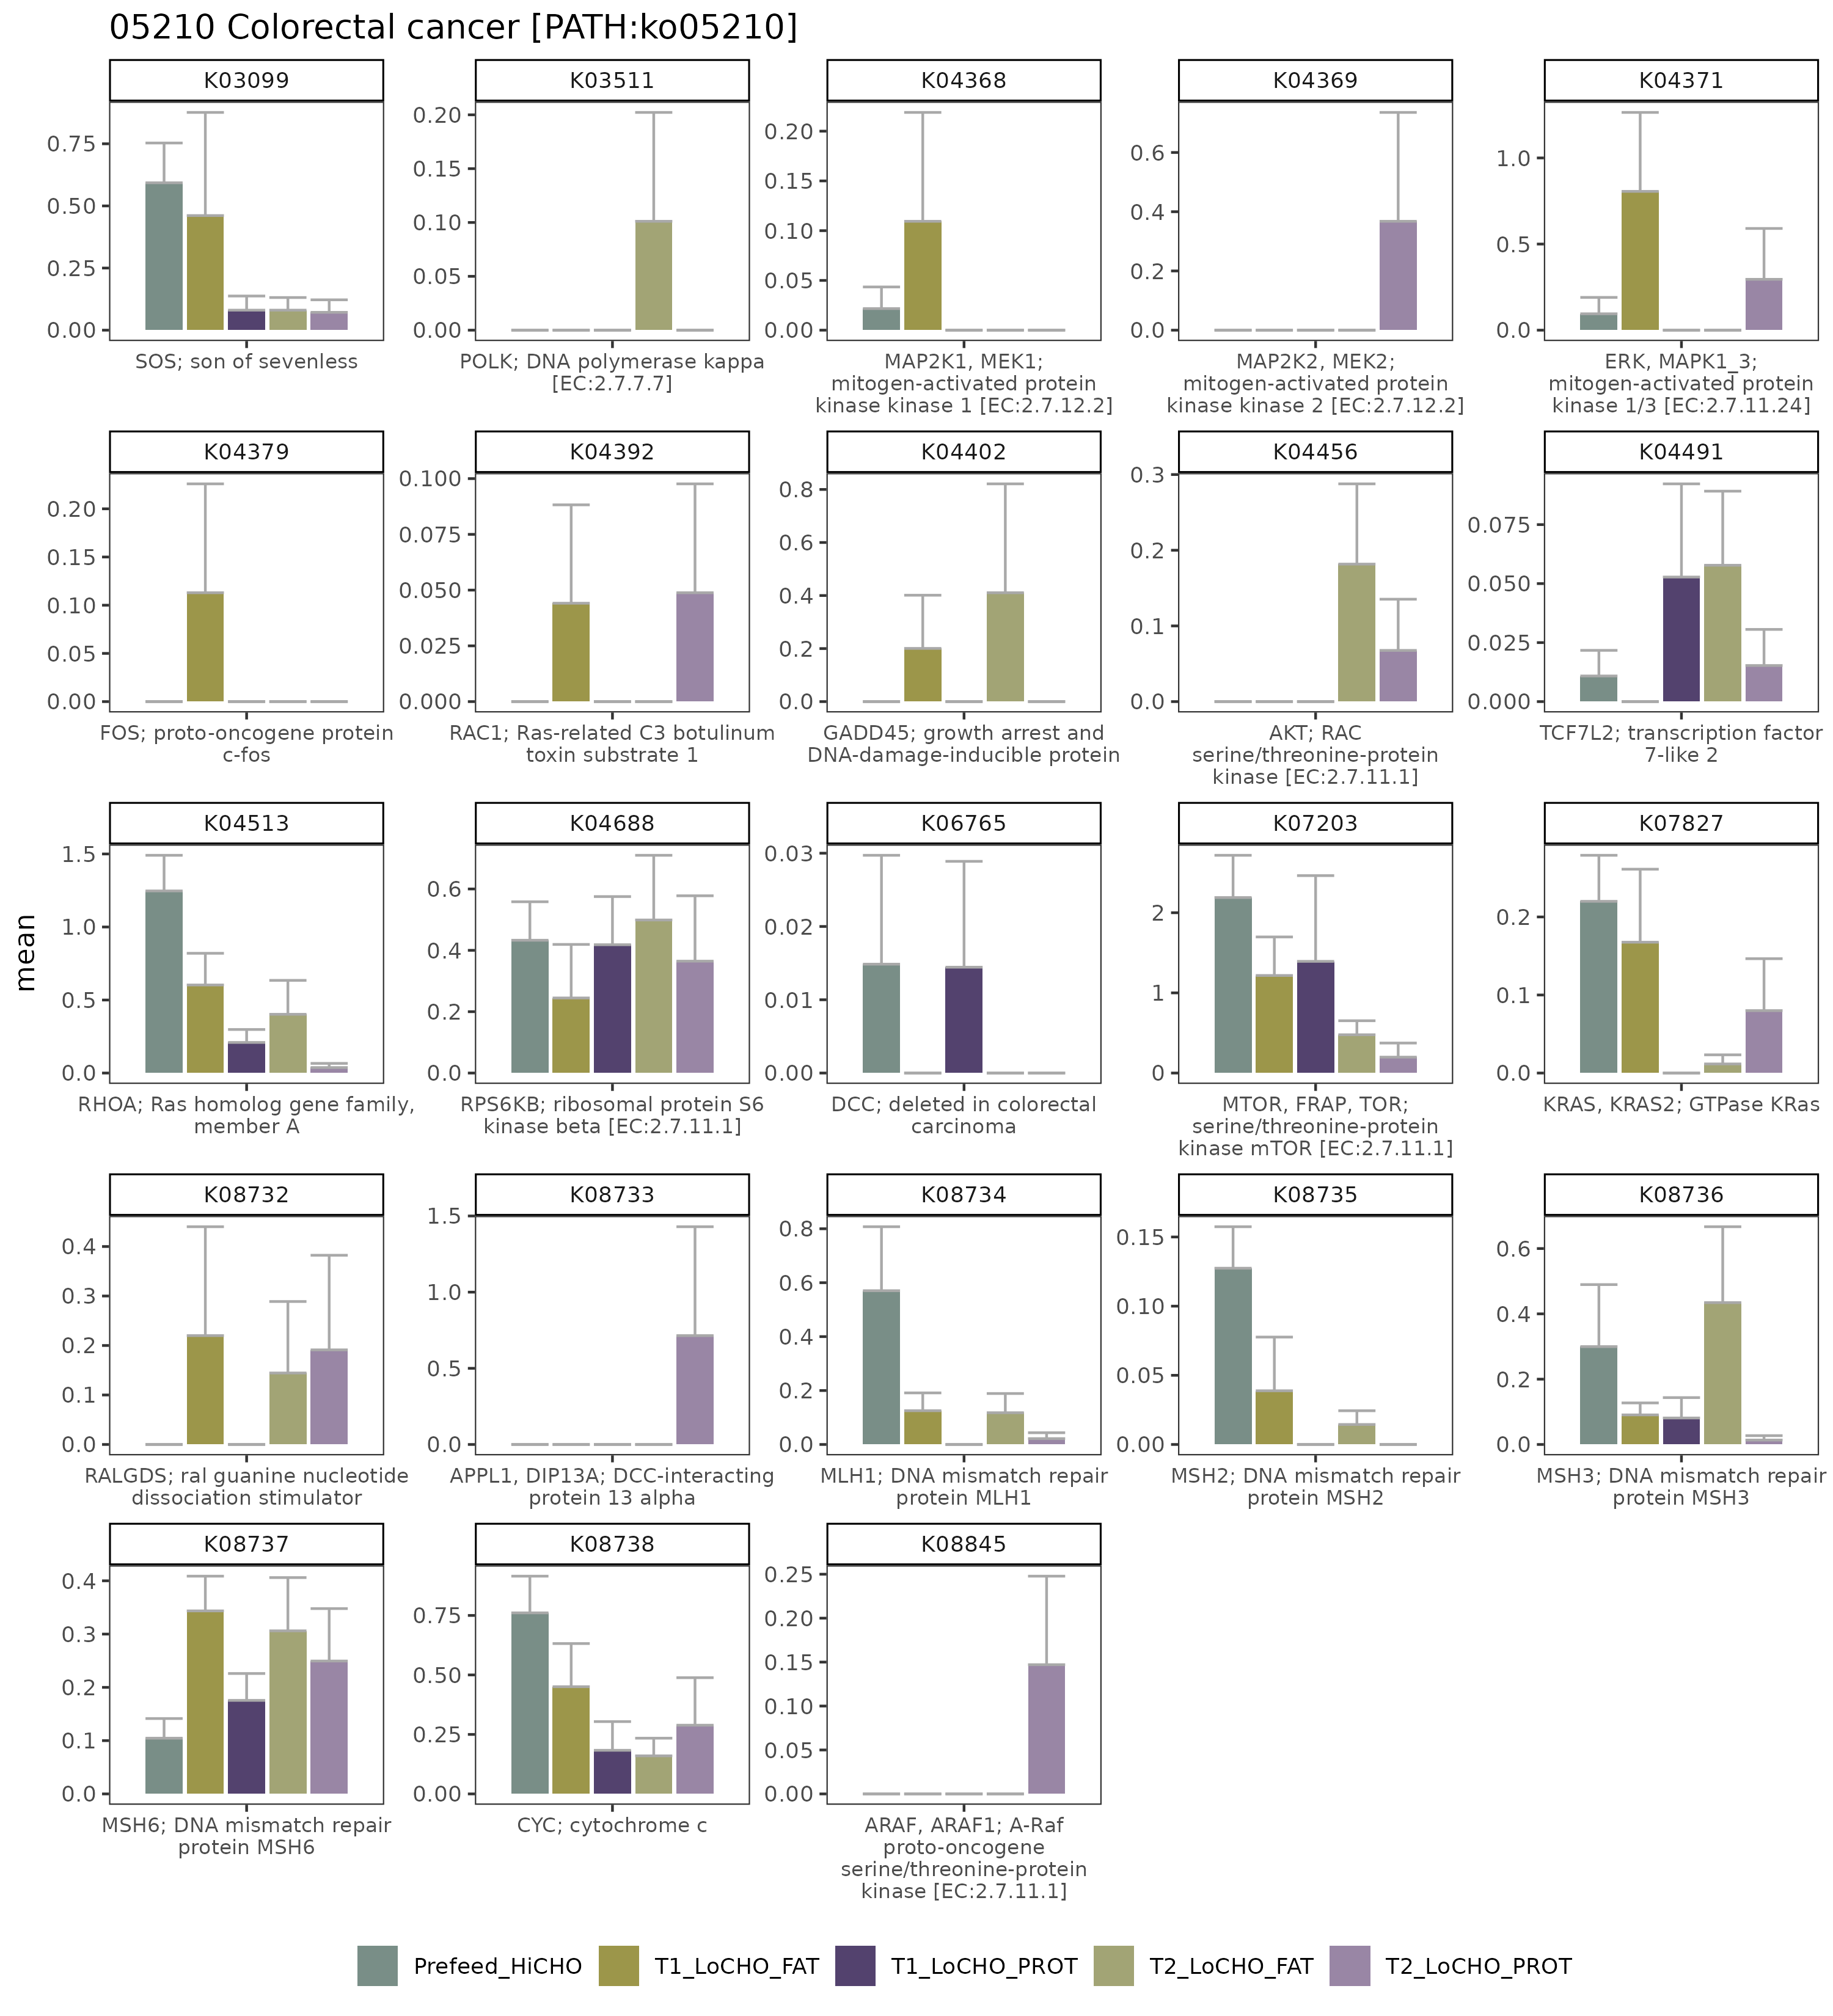 05210 Colorectal cancer [PATH:ko05210]
K03099
K03511
K04368
K04369
K04371
0.75
0.50
0.25
0.00
0.20
0.15
0.10
0.05
0.00
0.20
0.15
0.10
0.05
0.00
0.6
0.4
0.2
0.0
1.0
0.5
0.0
SOS; son of sevenless
POLK; DNA polymerase kappa
[EC:2.7.7.7]
MAP2K1, MEK1;
mitogen-activated protein
kinase kinase 1 [EC:2.7.12.2]
MAP2K2, MEK2;
mitogen-activated protein
kinase kinase 2 [EC:2.7.12.2]
ERK, MAPK1_3;
mitogen-activated protein
kinase 1/3 [EC:2.7.11.24]
K04379
K04392
K04402
K04456
K04491
0.20
0.15
0.10
0.05
0.00
0.100
0.075
0.050
0.025
0.000
0.8
0.6
0.4
0.2
0.0
0.3
0.2
0.1
0.0
0.075
0.050
0.025
0.000
FOS; proto-oncogene protein
c-fos
RAC1; Ras-related C3 botulinum
toxin substrate 1
GADD45; growth arrest and
DNA-damage-inducible protein
AKT; RAC
serine/threonine-protein
kinase [EC:2.7.11.1]
TCF7L2; transcription factor
7-like 2
mean
K04513
K04688
K06765
K07203
K07827
1.5
1.0
0.5
0.0
0.6
0.4
0.2
0.0
0.03
0.02
0.01
0.00
2
1
0
0.2
0.1
0.0
RHOA; Ras homolog gene family,
member A
RPS6KB; ribosomal protein S6
kinase beta [EC:2.7.11.1]
DCC; deleted in colorectal
carcinoma
MTOR, FRAP, TOR;
serine/threonine-protein
kinase mTOR [EC:2.7.11.1]
KRAS, KRAS2; GTPase KRas
K08732
K08733
K08734
K08735
K08736
0.4
0.3
0.2
0.1
0.0
1.5
1.0
0.5
0.0
0.8
0.6
0.4
0.2
0.0
0.15
0.10
0.05
0.00
0.6
0.4
0.2
0.0
RALGDS; ral guanine nucleotide
dissociation stimulator
APPL1, DIP13A; DCC-interacting
protein 13 alpha
MLH1; DNA mismatch repair
protein MLH1
MSH2; DNA mismatch repair
protein MSH2
MSH3; DNA mismatch repair
protein MSH3
K08737
K08738
K08845
0.4
0.3
0.2
0.1
0.0
0.75
0.50
0.25
0.00
0.25
0.20
0.15
0.10
0.05
0.00
MSH6; DNA mismatch repair
protein MSH6
CYC; cytochrome c
ARAF, ARAF1; A-Raf
proto-oncogene
serine/threonine-protein
kinase [EC:2.7.11.1]
Prefeed_HiCHO
T1_LoCHO_FAT
T1_LoCHO_PROT
T2_LoCHO_FAT
T2_LoCHO_PROT